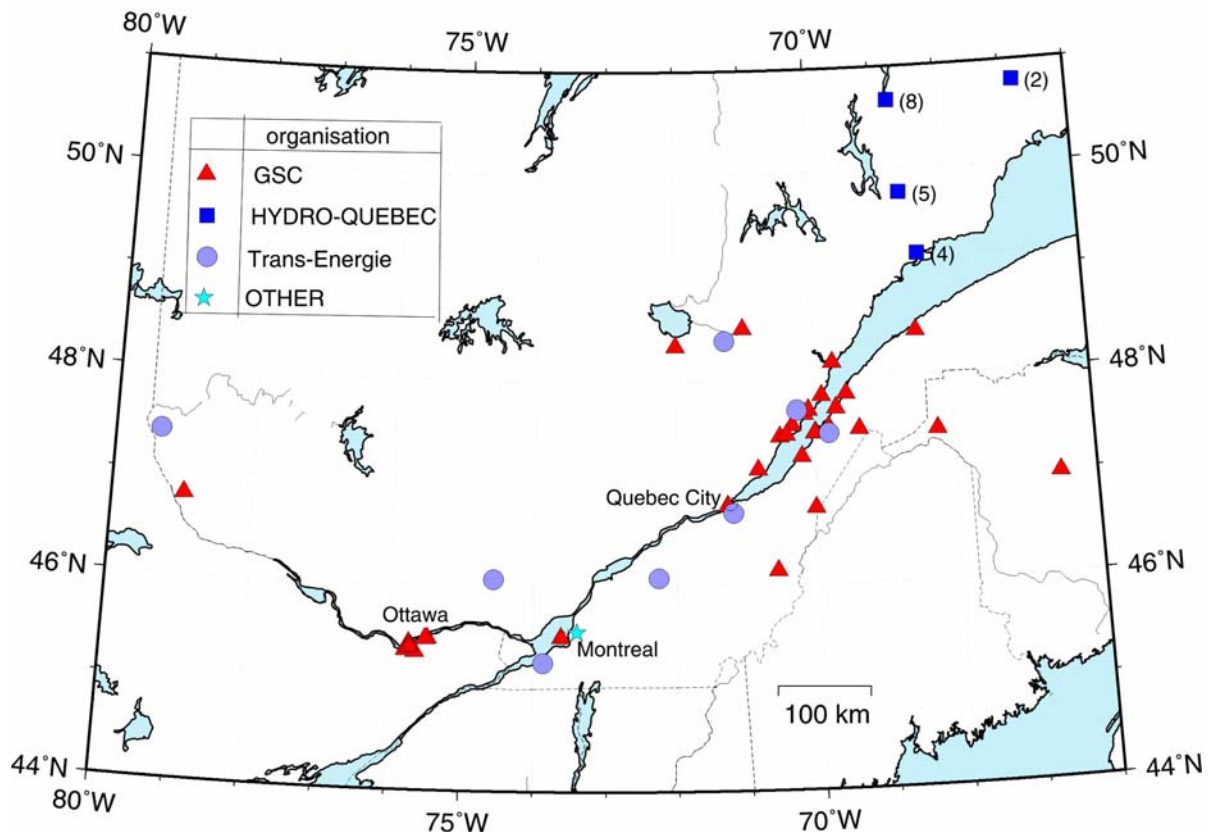 80°W
75°W
70°W
organisation
GSC
HYDRO-QUEBEC
Trans-Energie
OTHER
(8)
(2)
(5)
(4)
50°N
50°N
48°N
48°N
Quebec City
46°N
46°N
Ottawa
Montreal
100 km
44°N
44°N
80°W
75°W
70°W